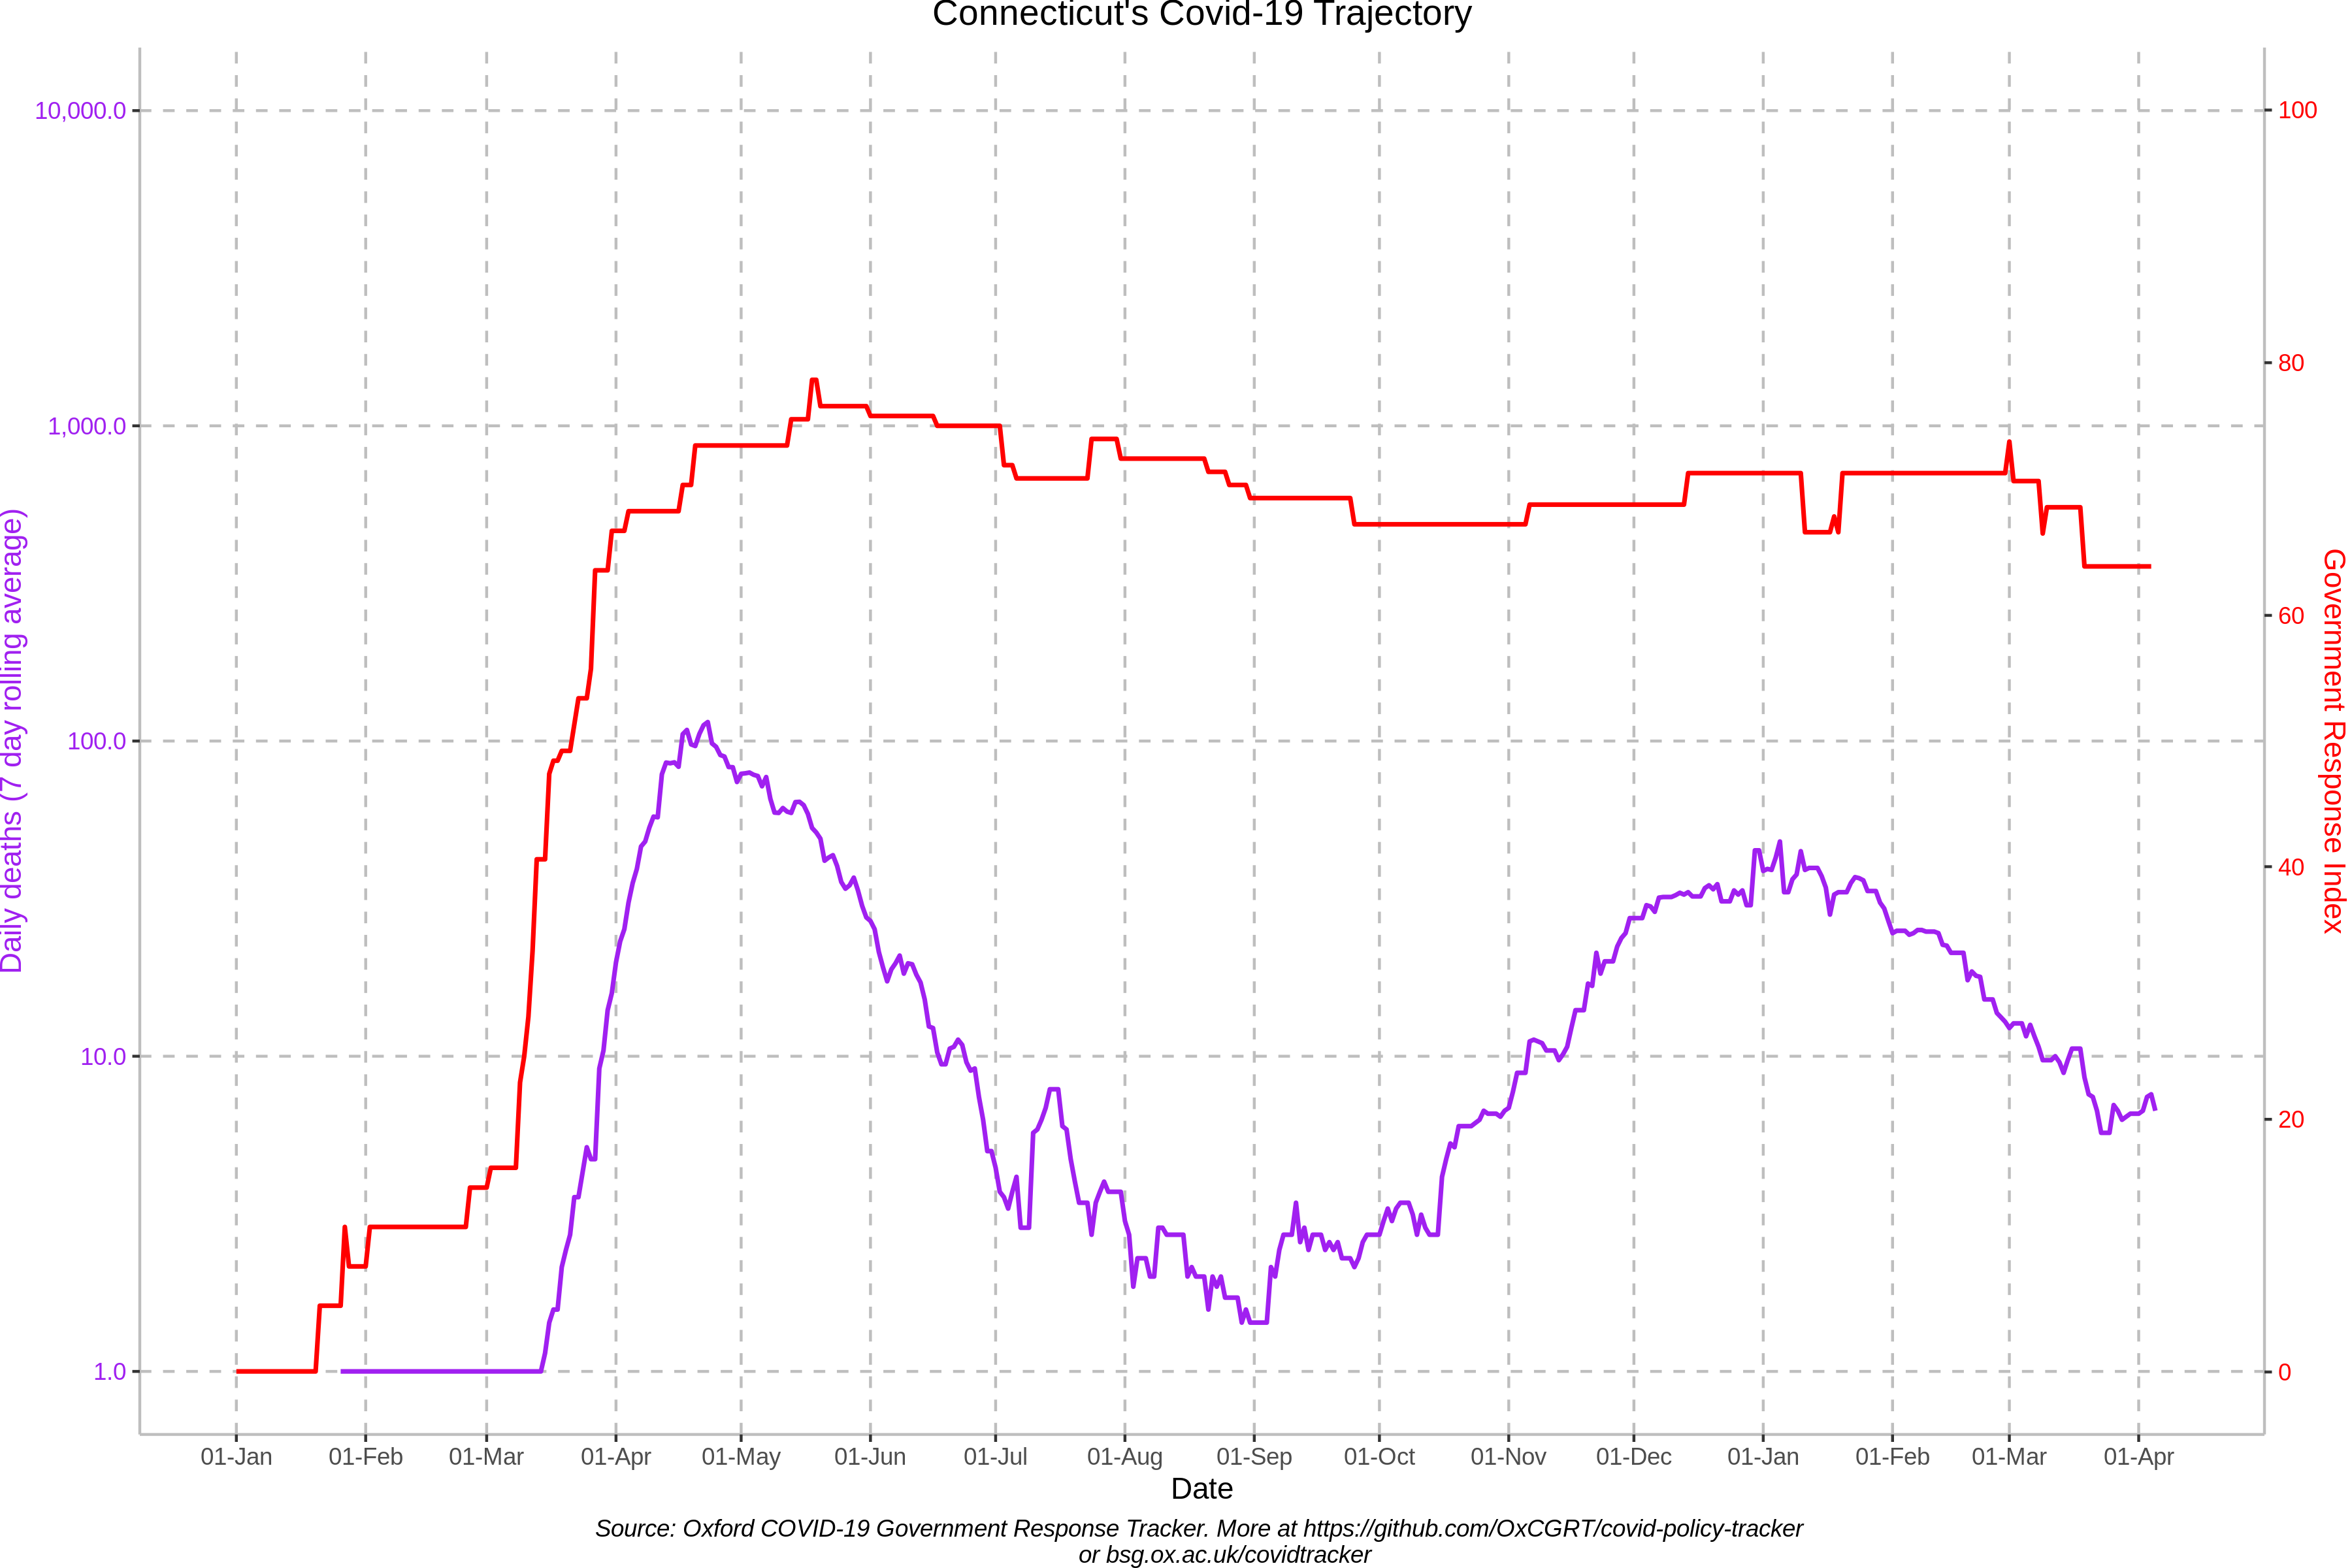 Connecticut's Covid-19 Trajectory
10,000.0
1,000.0
100.0
10.0
1.0
Daily deaths (7 day rolling average)
100
80
60
40
20
0
Government Response Index
01-Jan 01-Feb 01-Mar 01-Apr 01-May 01-Jun 01-Jul 01-Aug 01-Sep 01-Oct 01-Nov 01-Dec 01-Jan 01-Feb 01-Mar 01-Apr
Date
Source: Oxford COVID-19 Government Response Tracker. More at https://github.com/OxCGRT/covid-policy-tracker
or bsg.ox.ac.uk/covidtracker